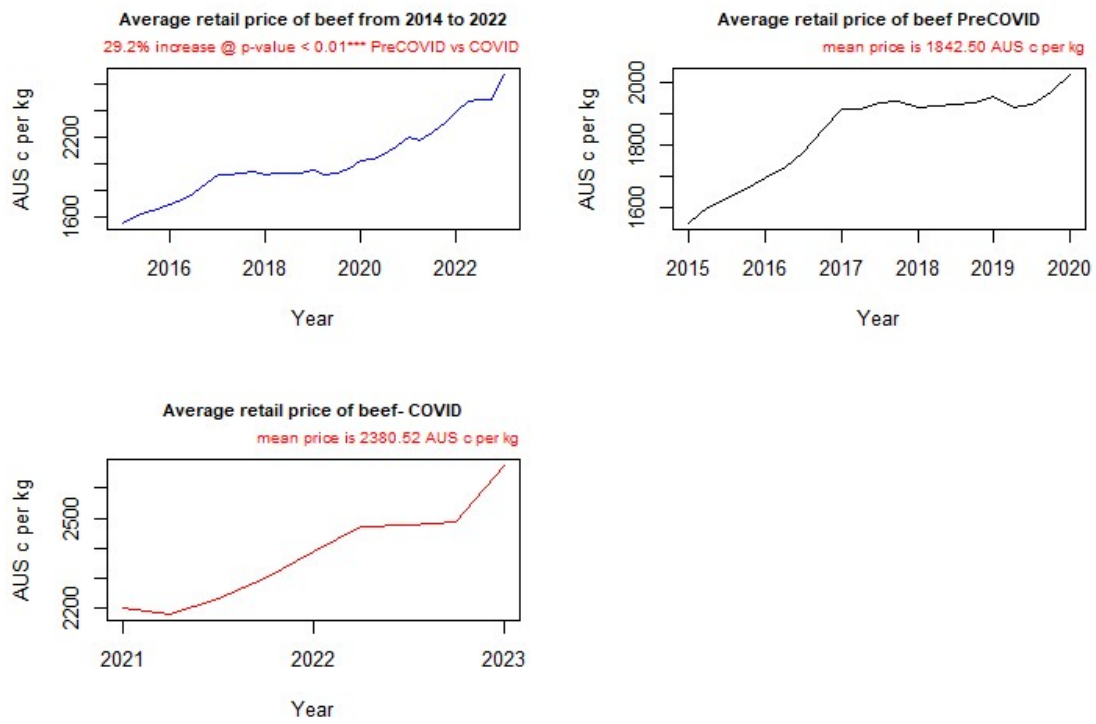 Average retail price of beef from 2014 to 2022
29.2% increase @ p-value < 0.01*** PreCOVID vs COVID
AUS c per kg
2200
1600
2016 2018 2020 2022
Year
Average retail price of beef PreCOVID
mean price is 1842.50 AUS c per kg
AUS c per kg
2000
1800
1600
2015 2016 2017 2018 2019 2020
Year
Average retail price of beef- COVID
mean price is 2380.52 AUS c per kg
AUS c per kg
2500
2200
2021 2022 2023
Year